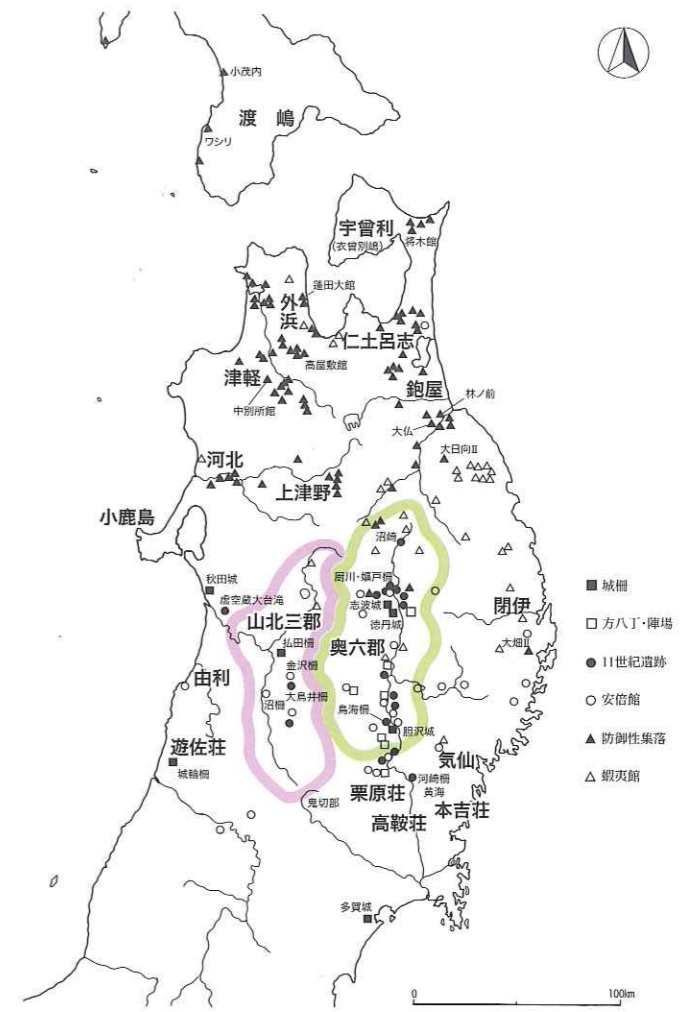 小茂内
渡嶋
ワシリ
宇曾利
(衣曾別嶋)
将木館
蓬田大館
外浜
仁土呂志
高屋敷館
津軽
鉋屋
中別所館
林ノ前
大仏
大日向Ⅱ
河北
上津野
小鹿島
沼崎
秋田城
厨川・嫗戸柵
虚空蔵大台滝
志波城
閉伊
徳丹城
山北三郡
払田柵
奥六郡
大畑Ⅱ
金沢柵
由利
大鳥井柵
沼柵
鳥海柵
胆沢城
遊佐荘
気仙
城輪柵
河崎柵
黄海
栗原荘
鬼切部
本吉荘
高鞍荘
多賀城
城柵
方八丁・陣場
11世紀遺跡
安倍館
防御性集落
蝦夷館
0 100km